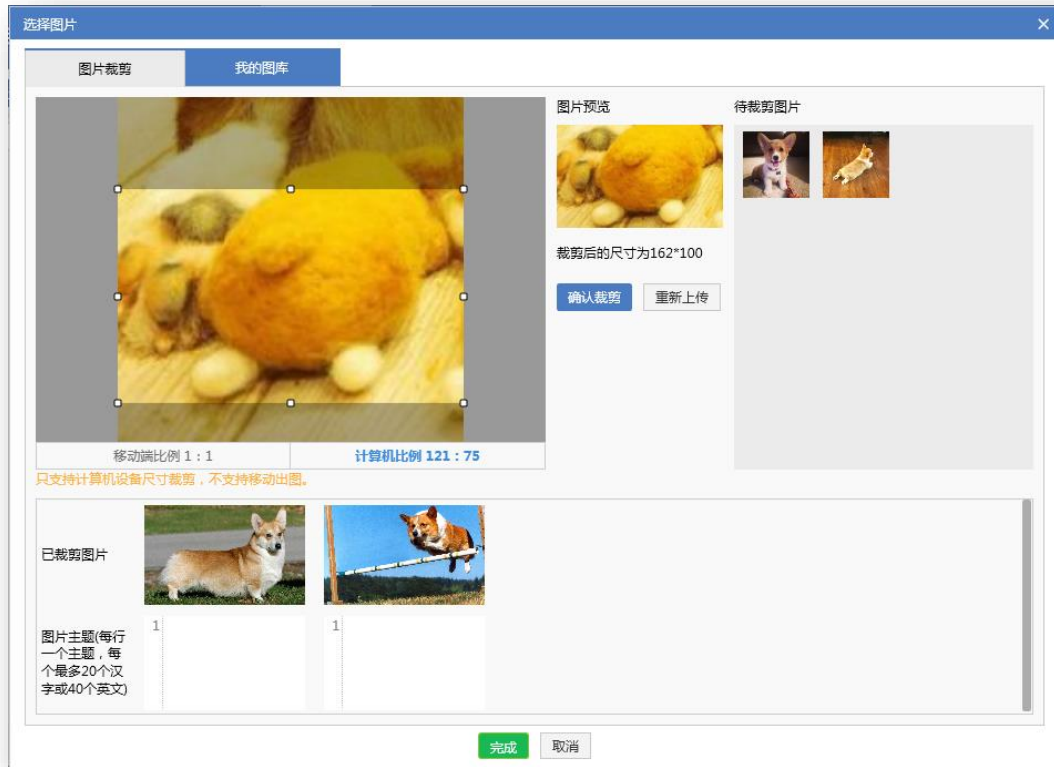 选择图片
图片裁剪
我的图库
图片预览
待裁剪图片
裁剪后的尺寸为162*100
确认裁剪
重新上传
移动端比例 1：1
计算机比例 121：75
只支持计算机设备尺寸裁剪，不支持移动出图。
已裁剪图片
图片主题(每行
一个主题，每
个最多20个汉
字或40个英文)
1
1
完成
取消